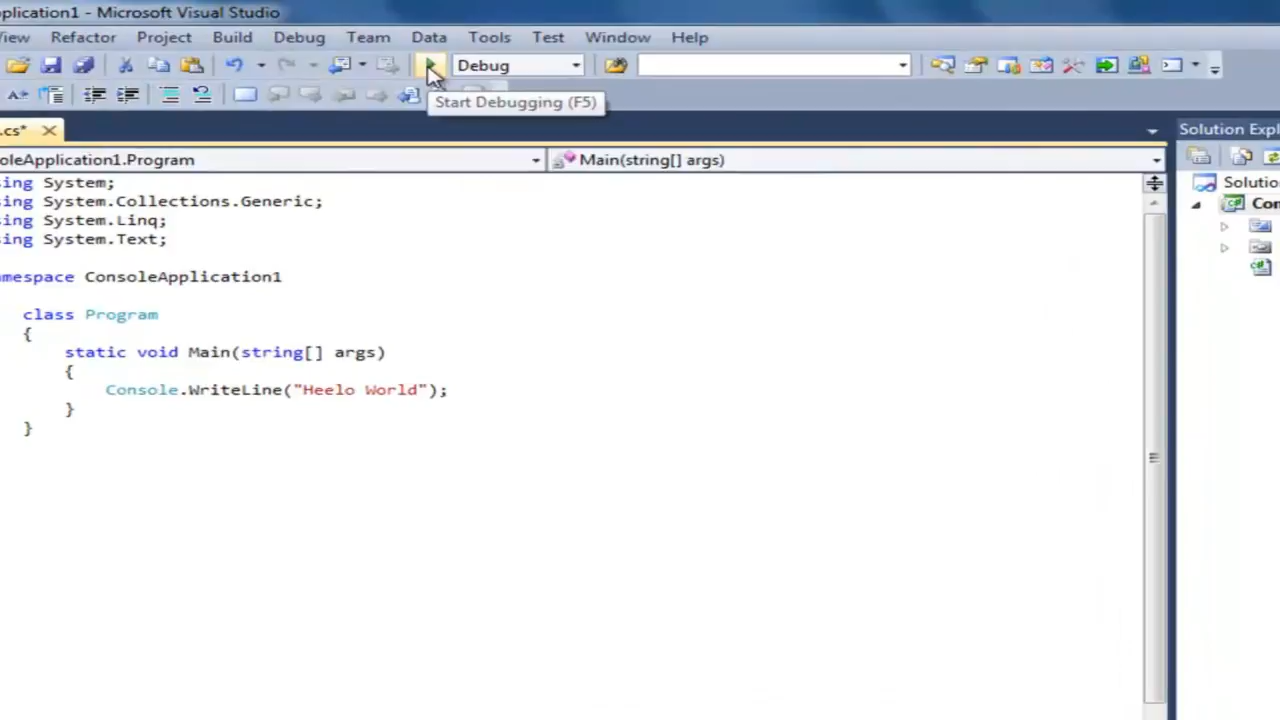 pplication1 - Microsoft Visual Studio
View Refactor Project Build Debug Team Data Tools Test Window Help
Debug
Start Debugging (F5)
.cs*
Solution Expl
oleApplication1.Program
Main(string[] args)
ing System;
ing System.Collections.Generic;
ing System.Linq;
ing System.Text;
Solutio
Con
mespace ConsoleApplication1
class Program
{
static void Main(string[] args)
{
Console.WriteLine("Heelo World");
}
}